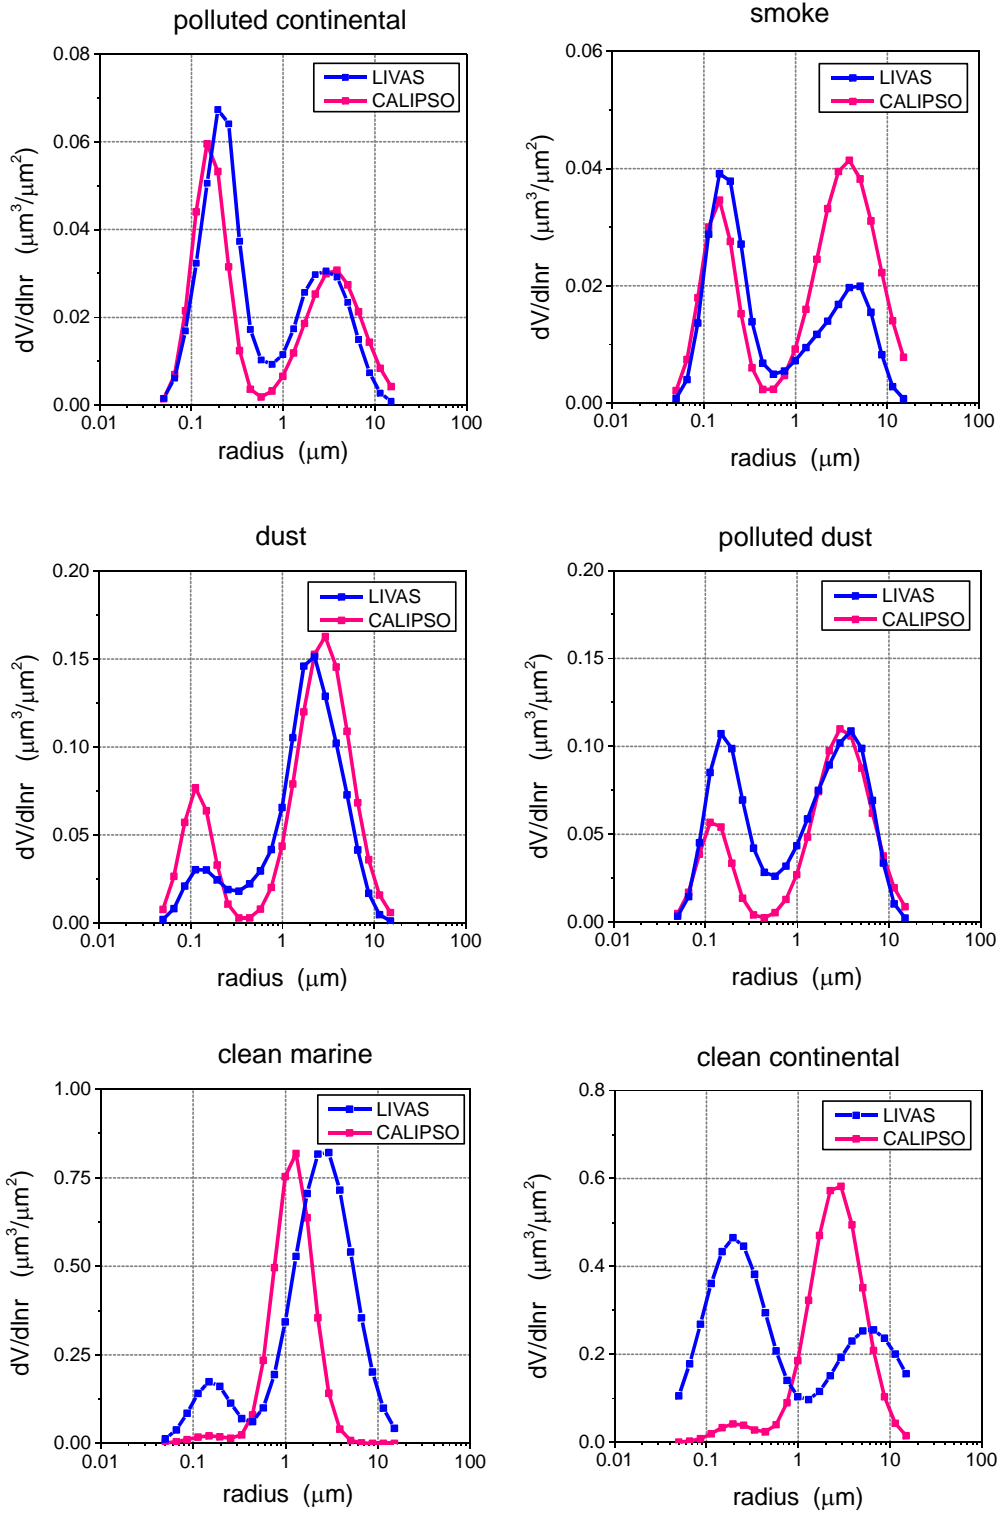 polluted continental
LIVAS
CALIPSO
0.08
0.06
0.04
0.02
0.00
dV/dlnr (μm³/μm²)
0.01 0.1 1 10 100
radius (μm)
smoke
LIVAS
CALIPSO
0.06
0.04
0.02
0.00
dV/dlnr (μm³/μm²)
0.01 0.1 1 10 100
radius (μm)
dust
LIVAS
CALIPSO
0.20
0.15
0.10
0.05
0.00
dV/dlnr (μm³/μm²)
0.01 0.1 1 10 100
radius (μm)
polluted dust
LIVAS
CALIPSO
0.20
0.15
0.10
0.05
0.00
dV/dlnr (μm³/μm²)
0.01 0.1 1 10 100
radius (μm)
clean marine
LIVAS
CALIPSO
1.00
0.75
0.50
0.25
0.00
dV/dlnr (μm³/μm²)
0.01 0.1 1 10 100
radius (μm)
clean continental
LIVAS
CALIPSO
0.8
0.6
0.4
0.2
0.0
dV/dlnr (μm³/μm²)
0.01 0.1 1 10 100
radius (μm)